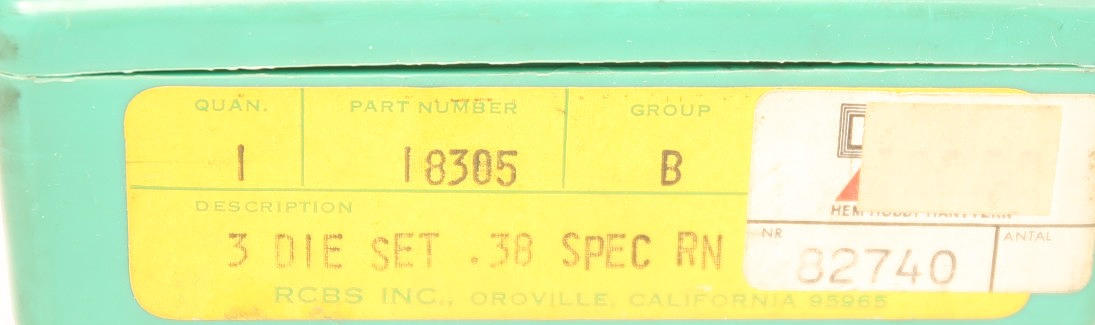 QUAN. PART NUMBER GROUP
1 18305 B
DESCRIPTION
3 DIE SET .38 SPEC RN
RCBS INC., OROVILLE, CALIFORNIA 95965
NR ANTAL
82740